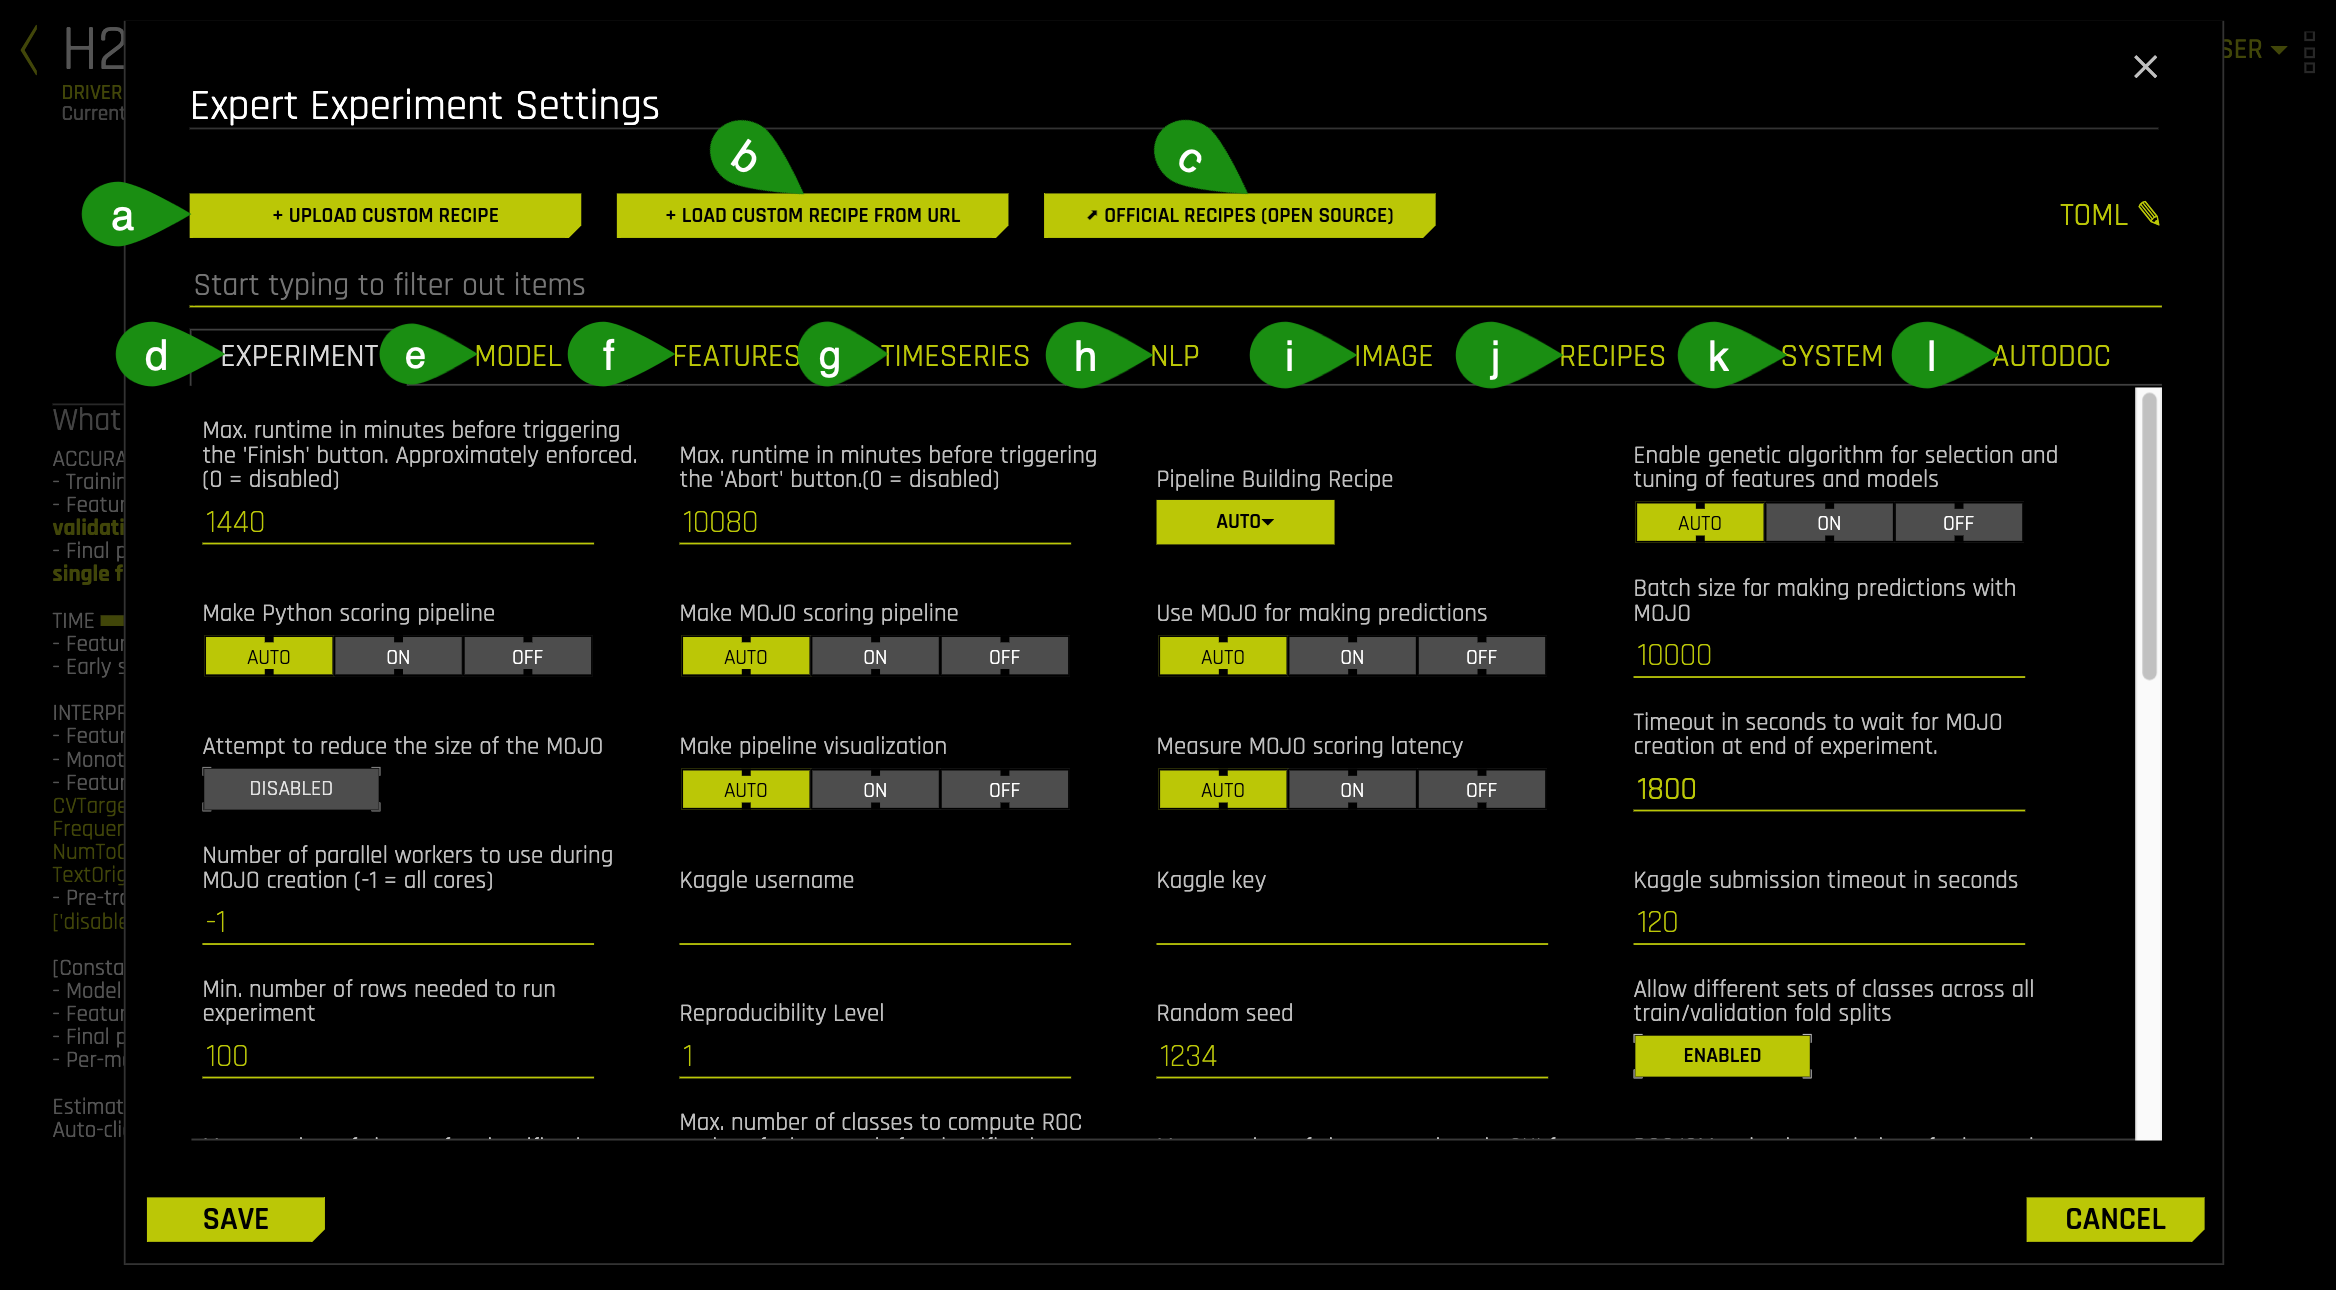 H2
SER
DRIVER
Current
Expert Experiment Settings
a
b
c
+ UPLOAD CUSTOM RECIPE
+ LOAD CUSTOM RECIPE FROM URL
OFFICIAL RECIPES (OPEN SOURCE)
TOML
Start typing to filter out items
d EXPERIMENT e MODEL f FEATURES g TIMESERIES h NLP i IMAGE j RECIPES k SYSTEM l AUTODOC
Max. runtime in minutes before triggering
the 'Finish' button. Approximately enforced.
(0 = disabled)
1440
Max. runtime in minutes before triggering
the 'Abort' button.(0 = disabled)
10080
Pipeline Building Recipe
AUTO
Enable genetic algorithm for selection and
tuning of features and models
AUTO ON OFF
Make Python scoring pipeline
AUTO ON OFF
Make MOJO scoring pipeline
AUTO ON OFF
Use MOJO for making predictions
AUTO ON OFF
Batch size for making predictions with
MOJO
10000
Attempt to reduce the size of the MOJO
DISABLED
Make pipeline visualization
AUTO ON OFF
Measure MOJO scoring latency
AUTO ON OFF
Timeout in seconds to wait for MOJO
creation at end of experiment.
1800
Number of parallel workers to use during
MOJO creation (-1 = all cores)
-1
Kaggle username
Kaggle key
Kaggle submission timeout in seconds
120
Min. number of rows needed to run
experiment
100
Reproducibility Level
1
Random seed
1234
Allow different sets of classes across all
train/validation fold splits
ENABLED
Max. number of classes to compute ROC
What
ACCURA
- Trainin
- Featur
validati
- Final p
single f
TIME
- Featur
- Early s
INTERPR
- Featur
- Monot
- Featur
CVTarge
Frequen
NumToC
TextOrig
- Pre-tra
['disable
[Consta
- Model
- Featur
- Final p
- Per-m
Estimat
Auto-cli
SAVE
CANCEL